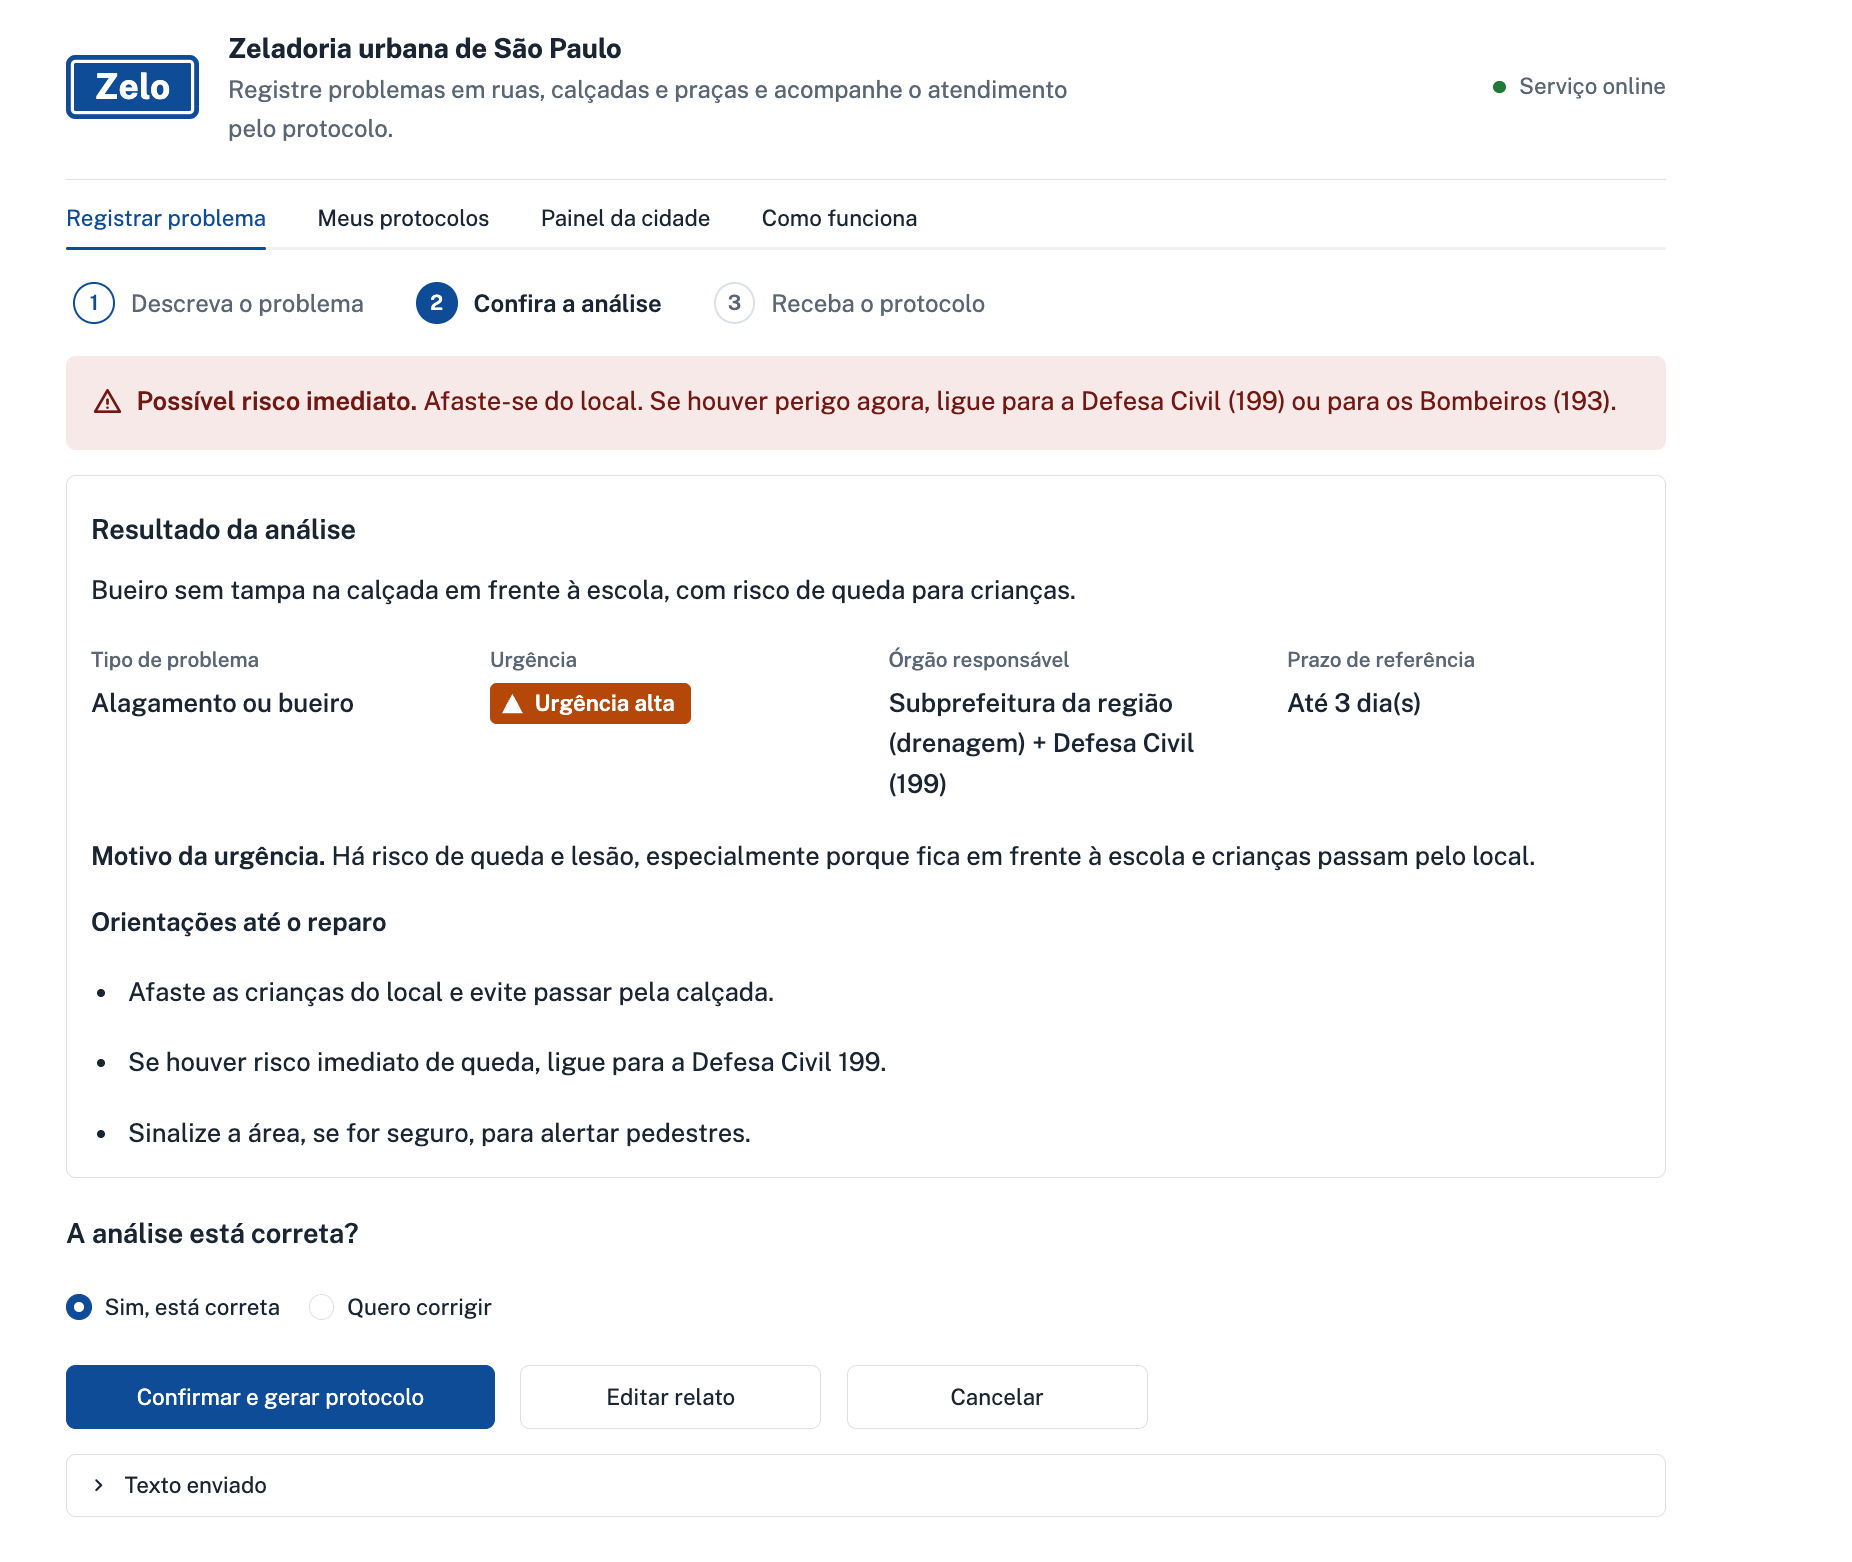 Zelo
Zeladoria urbana de São Paulo
Registre problemas em ruas, calçadas e praças e acompanhe o atendimento
pelo protocolo.
Serviço online
Registrar problema
Meus protocolos
Painel da cidade
Como funciona
1 Descreva o problema
2 Confira a análise
3 Receba o protocolo
Possível risco imediato. Afaste-se do local. Se houver perigo agora, ligue para a Defesa Civil (199) ou para os Bombeiros (193).
Resultado da análise
Bueiro sem tampa na calçada em frente à escola, com risco de queda para crianças.
Tipo de problema
Alagamento ou bueiro
Urgência
Urgência alta
Órgão responsável
Subprefeitura da região
(drenagem) + Defesa Civil
(199)
Prazo de referência
Até 3 dia(s)
Motivo da urgência. Há risco de queda e lesão, especialmente porque fica em frente à escola e crianças passam pelo local.
Orientações até o reparo
• Afaste as crianças do local e evite passar pela calçada.
• Se houver risco imediato de queda, ligue para a Defesa Civil 199.
• Sinalize a área, se for seguro, para alertar pedestres.
A análise está correta?
Sim, está correta
Quero corrigir
Confirmar e gerar protocolo
Editar relato
Cancelar
Texto enviado